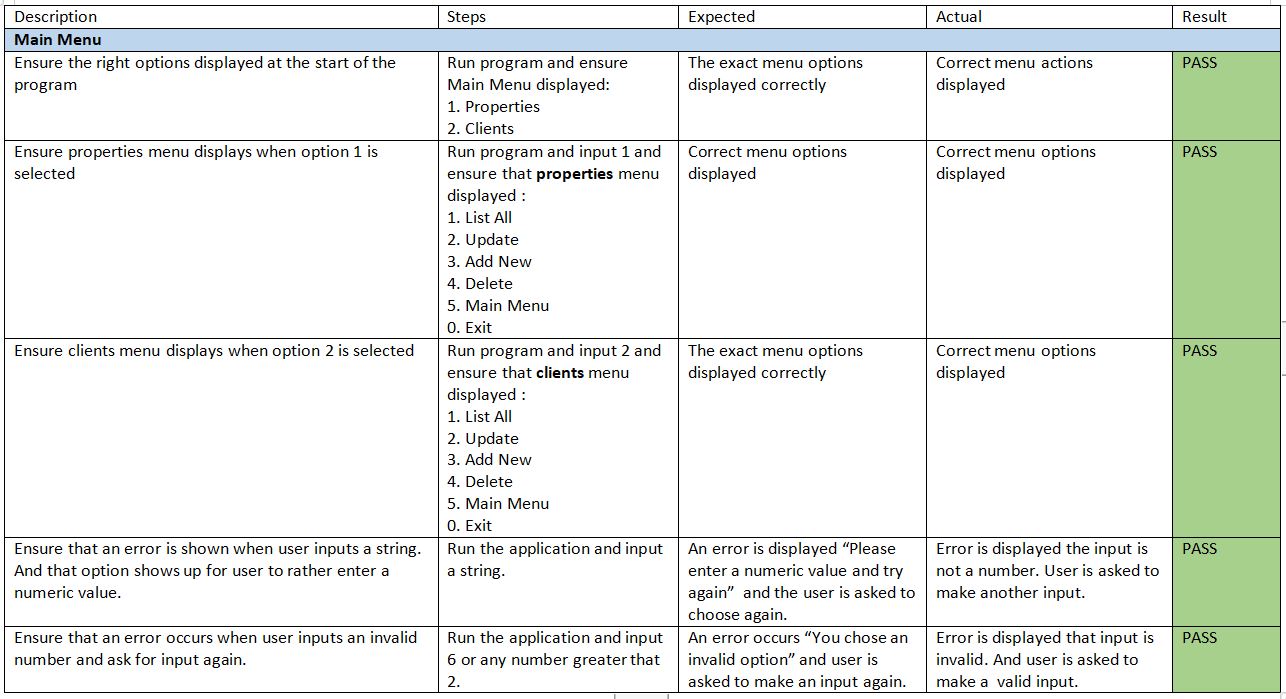 Description Steps Expected Actual Result
Main Menu
Ensure the right options displayed at the start of the
program
Run program and ensure
Main Menu displayed:
1. Properties
2. Clients
The exact menu options
displayed correctly
Correct menu actions
displayed
PASS
Ensure properties menu displays when option 1 is
selected
Run program and input 1 and
ensure that properties menu
displayed :
1. List All
2. Update
3. Add New
4. Delete
5. Main Menu
0. Exit
Correct menu options
displayed
Correct menu options
displayed
PASS
Ensure clients menu displays when option 2 is selected
Run program and input 2 and
ensure that clients menu
displayed :
1. List All
2. Update
3. Add New
4. Delete
5. Main Menu
0. Exit
The exact menu options
displayed correctly
Correct menu options
displayed
PASS
Ensure that an error is shown when user inputs a string.
And that option shows up for user to rather enter a
numeric value.
Run the application and input
a string.
An error is displayed “Please
enter a numeric value and try
again” and the user is asked to
choose again.
Error is displayed the input is
not a number. User is asked to
make another input.
PASS
Ensure that an error occurs when user inputs an invalid
number and ask for input again.
Run the application and input
6 or any number greater that
2.
An error occurs “You chose an
invalid option” and user is
asked to make an input again.
Error is displayed that input is
invalid. And user is asked to
make a valid input.
PASS